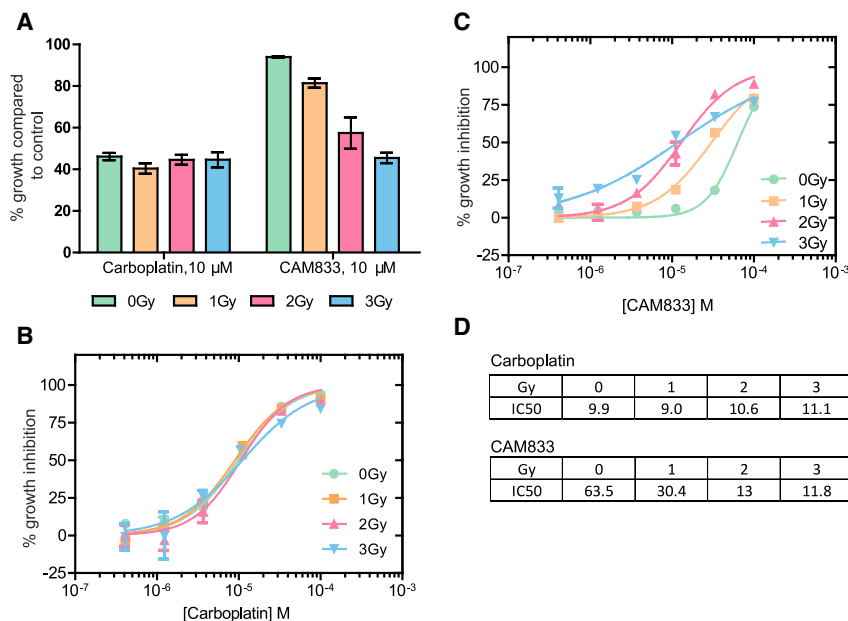 A
% growth compared
to control
100
80
60
40
20
0
Carboplatin,10 µM
CAM833, 10 µM
0Gy
1Gy
2Gy
3Gy
B
% growth inhibition
100
75
50
25
0
-25
0Gy
1Gy
2Gy
3Gy
10-7
10-6
10-5
10-4
10-3
[Carboplatin] M
C
% growth inhibition
100
75
50
25
0
-25
0Gy
1Gy
2Gy
3Gy
10-7
10-6
10-5
10-4
10-3
[CAM833] M
D
Carboplatin
Gy 0 1 2 3
IC50 9.9 9.0 10.6 11.1
CAM833
Gy 0 1 2 3
IC50 63.5 30.4 13 11.8